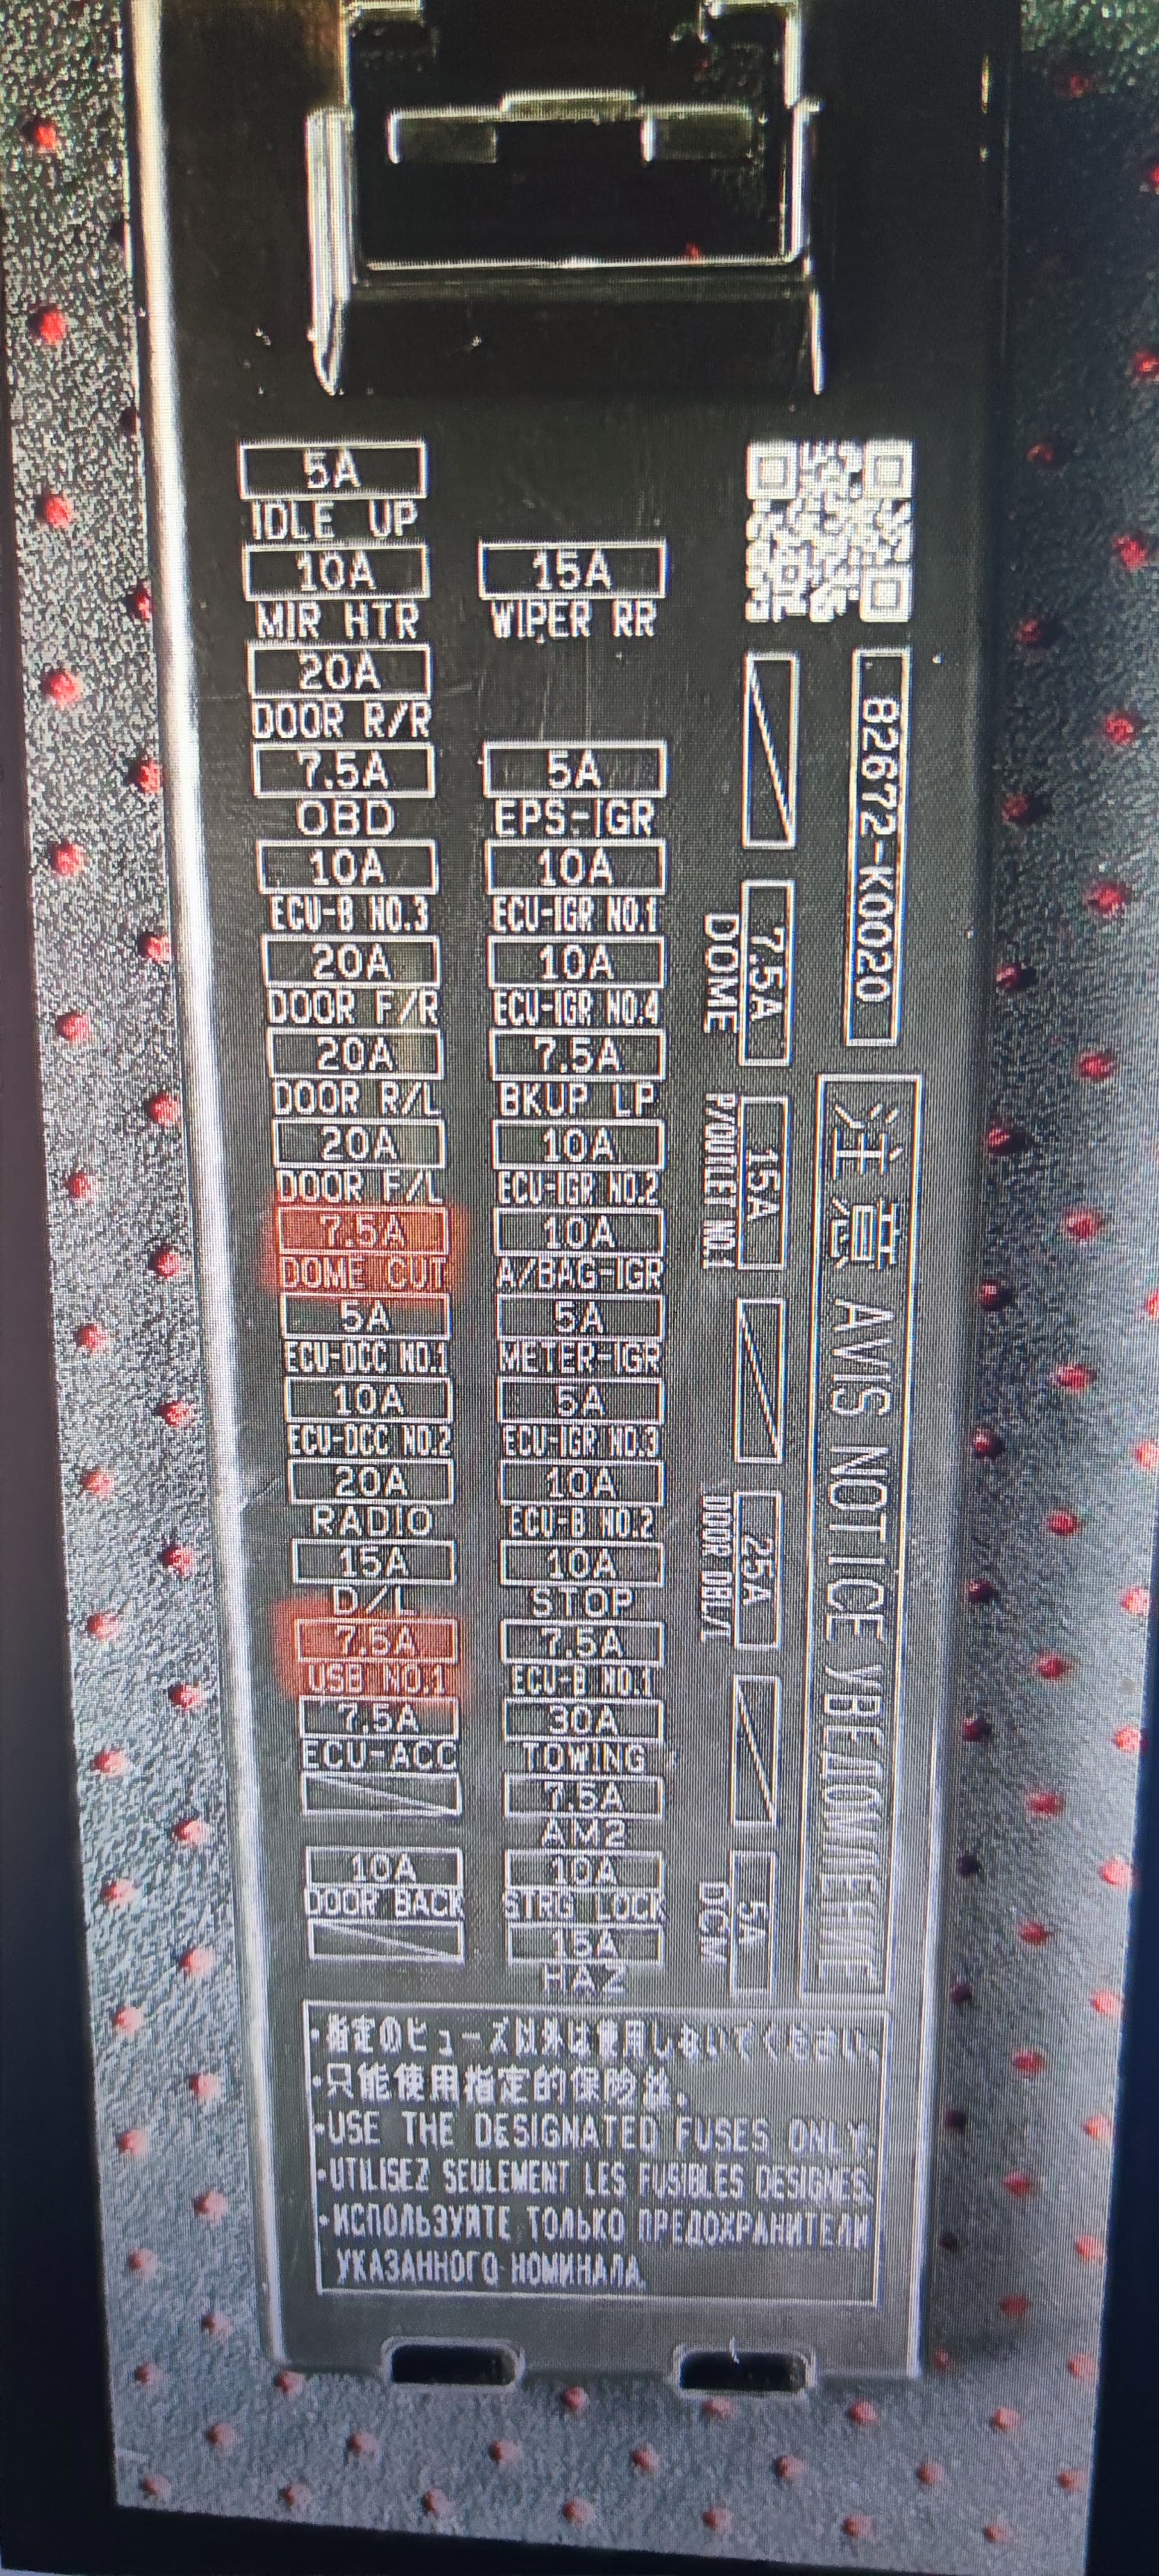 5A
IDLE UP
10A
MIR HTR
20A
DOOR R/R
7.5A
OBD
10A
ECU-B NO.3
20A
DOOR F/R
20A
DOOR R/L
20A
DOOR F/L
7.5A
DOME CUT
5A
ECU-DCC NO.1
10A
ECU-DCC NO.2
20A
RADIO
15A
D/L
7.5A
USB NO.1
7.5A
ECU-ACC
10A
DOOR BACK
15A
WIPER RR
5A
EPS-IGR
10A
ECU-IGR NO.1
10A
ECU-IGR NO.4
7.5A
BKUP LP
10A
ECU-IGR NO.2
10A
A/BAG-IGR
5A
METER-IGR
5A
ECU-IGR NO.3
10A
ECU-B NO.2
10A
STOP
7.5A
ECU-B NO.1
30A
TOWING
7.5A
AM2
10A
STRG LOCK
15A
HAZ
7.5A
DOME
15A
P/OUTLET NO.1
25A
DOOR DBL/L
5A
DCM
82672-K0020
注意 AVIS NOTICE УВЕДОМЛЕНИЕ
・指定のヒューズ以外は使用しないでください。
・只能使用指定的保险丝。
・USE THE DESIGNATED FUSES ONLY.
・UTILISEZ SEULEMENT LES FUSIBLES DESIGNES.
・ИСПОЛЬЗУЙТЕ ТОЛЬКО ПРЕДОХРАНИТЕЛИ
УКАЗАННОГО НОМИНАЛА.